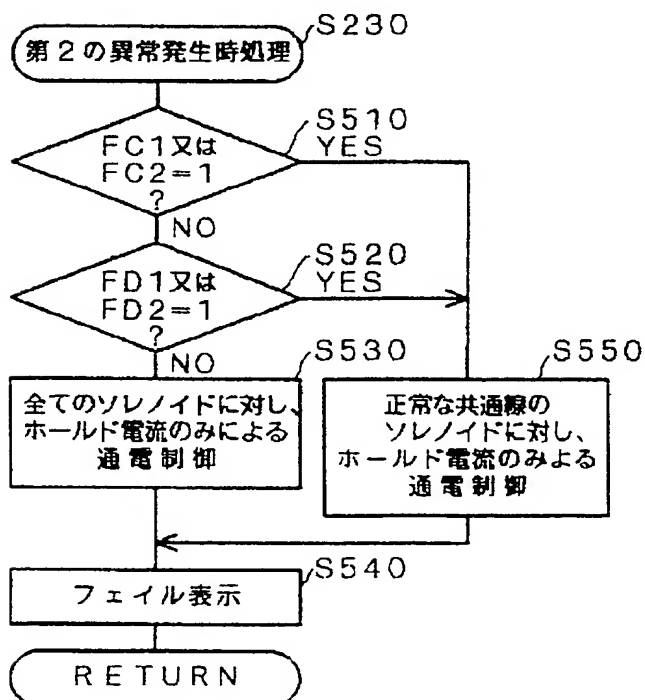 S230
第2の異常発生時処理
S510
FC1又は
FC2=1
?
YES
NO
S520
FD1又は
FD2=1
?
YES
NO
S530
全てのソレノイドに対し、
ホールド電流のみによる
通電制御
S550
正常な共通線の
ソレノイドに対し、
ホールド電流のみよる
通電制御
S540
フェイル表示
RETURN